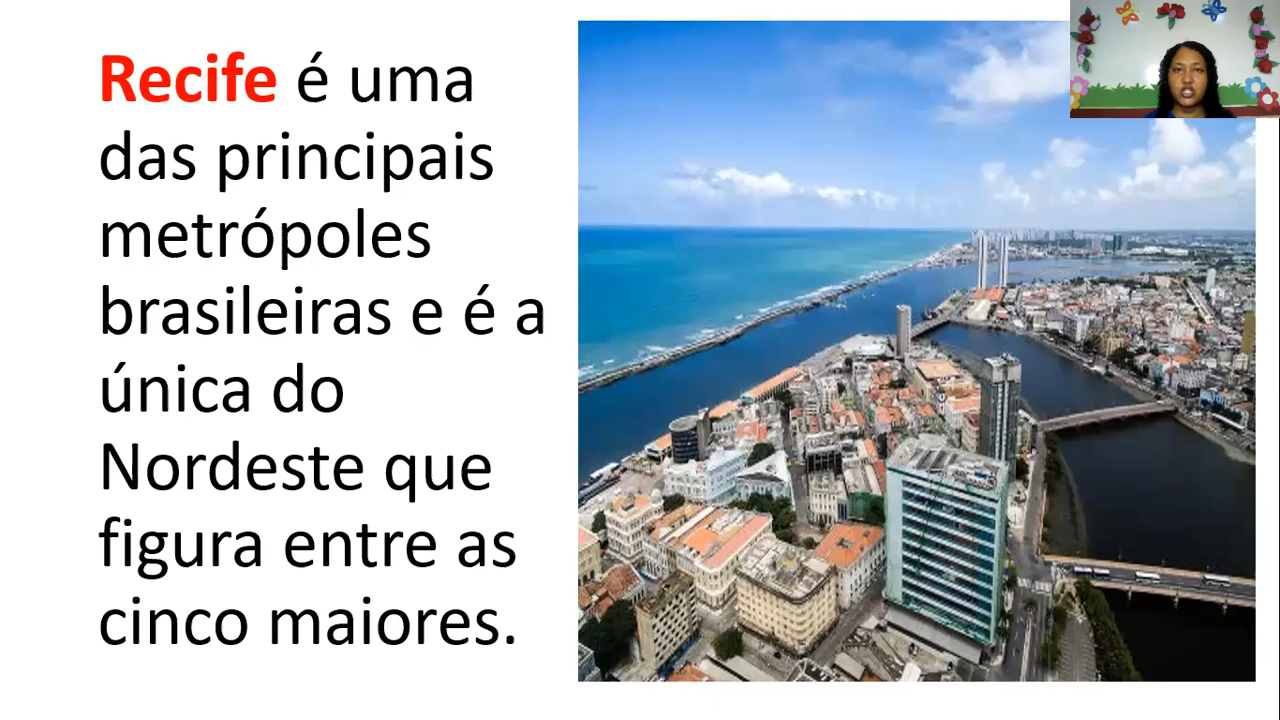 Recife é uma
das principais
metrópoles
brasileiras e é a
única do
Nordeste que
figura entre as
cinco maiores.